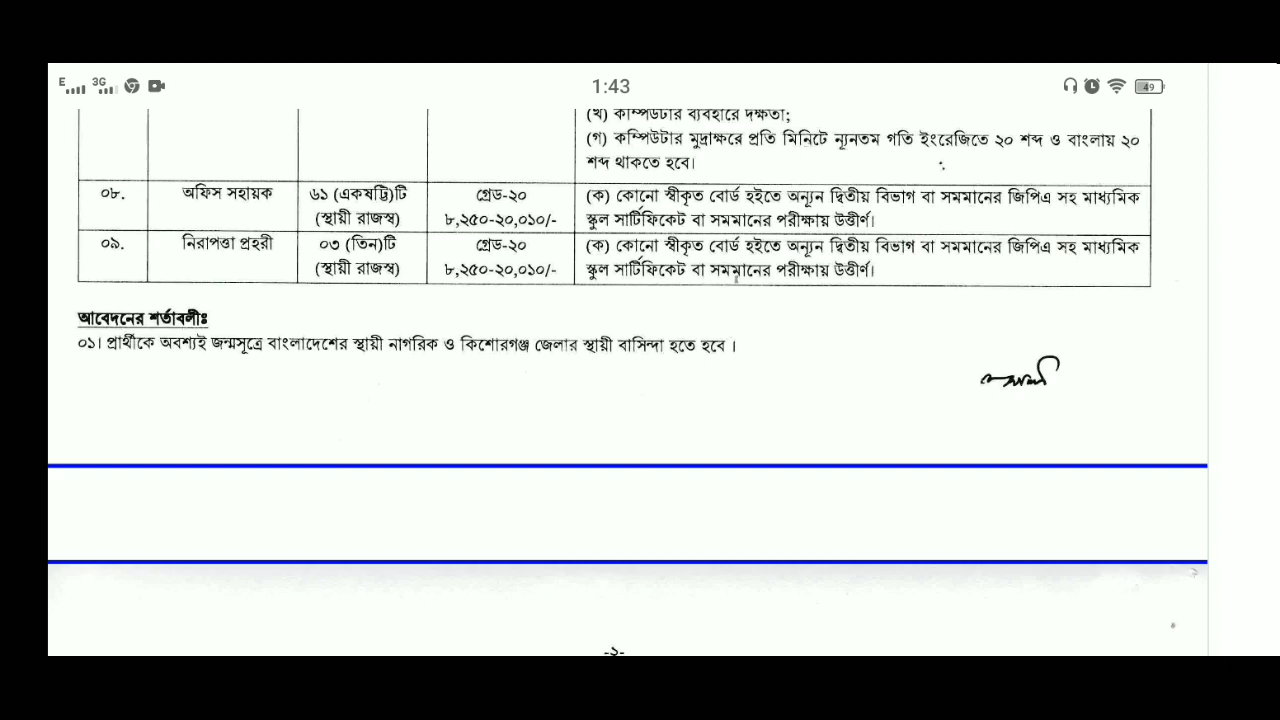 E 3G 1:43 49
(খ) কম্পিউটার ব্যবহারে দক্ষতা;
(গ) কম্পিউটার মুদ্রাক্ষরে প্রতি মিনিটে ন্যূনতম গতি ইংরেজিতে ২০ শব্দ ও বাংলায় ২০
শব্দ থাকতে হবে।
০৮. অফিস সহায়ক ৬১ (একষট্টি)টি গ্রেড-২০ (ক) কোনো স্বীকৃত বোর্ড হইতে অন্যূন দ্বিতীয় বিভাগ বা সমমানের জিপিএ সহ মাধ্যমিক
(স্থায়ী রাজস্ব) ৮,২৫০-২০,০১০/- স্কুল সার্টিফিকেট বা সমমানের পরীক্ষায় উত্তীর্ণ।
০৯. নিরাপত্তা প্রহরী ০৩ (তিন)টি গ্রেড-২০ (ক) কোনো স্বীকৃত বোর্ড হইতে অন্যূন দ্বিতীয় বিভাগ বা সমমানের জিপিএ সহ মাধ্যমিক
(স্থায়ী রাজস্ব) ৮,২৫০-২০,০১০/- স্কুল সার্টিফিকেট বা সমমানের পরীক্ষায় উত্তীর্ণ।
আবেদনের শর্তাবলীঃ
০১। প্রার্থীকে অবশ্যই জন্মসূত্রে বাংলাদেশের স্থায়ী নাগরিক ও কিশোরগঞ্জ জেলার স্থায়ী বাসিন্দা হতে হবে ।
-২-